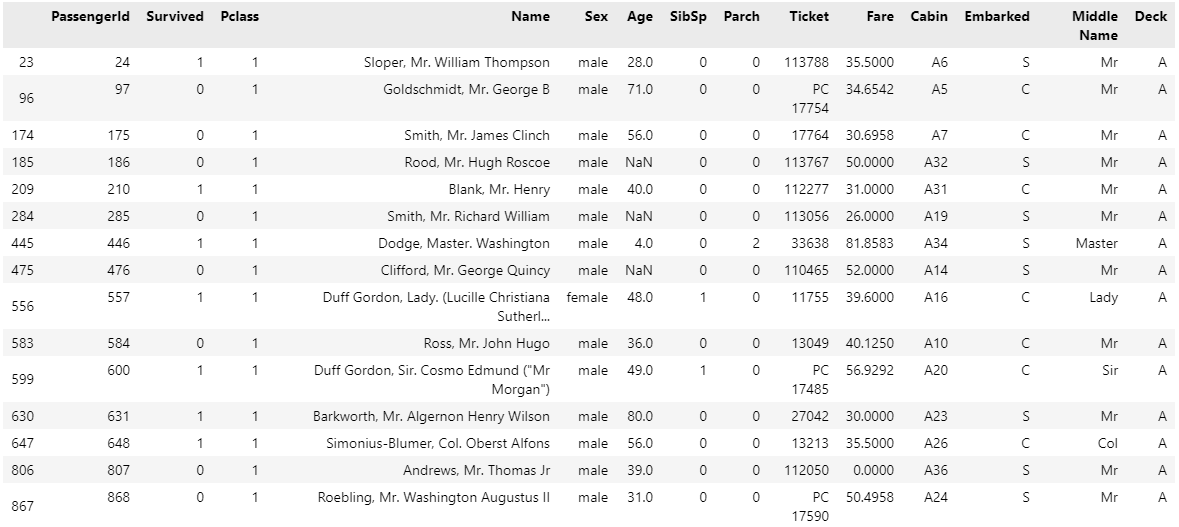 PassengerId Survived Pclass Name Sex Age SibSp Parch Ticket Fare Cabin Embarked Middle Deck
Name
23 24 1 1 Sloper, Mr. William Thompson male 28.0 0 0 113788 35.5000 A6 S Mr A
96 97 0 1 Goldschmidt, Mr. George B male 71.0 0 0 PC 34.6542 A5 C Mr A
17754
174 175 0 1 Smith, Mr. James Clinch male 56.0 0 0 17764 30.6958 A7 C Mr A
185 186 0 1 Rood, Mr. Hugh Roscoe male NaN 0 0 113767 50.0000 A32 S Mr A
209 210 1 1 Blank, Mr. Henry male 40.0 0 0 112277 31.0000 A31 C Mr A
284 285 0 1 Smith, Mr. Richard William male NaN 0 0 113056 26.0000 A19 S Mr A
445 446 1 1 Dodge, Master. Washington male 4.0 0 2 33638 81.8583 A34 S Master A
475 476 0 1 Clifford, Mr. George Quincy male NaN 0 0 110465 52.0000 A14 S Mr A
556 557 1 1 Duff Gordon, Lady. (Lucille Christiana female 48.0 1 0 11755 39.6000 A16 C Lady A
Sutherl...
583 584 0 1 Ross, Mr. John Hugo male 36.0 0 0 13049 40.1250 A10 C Mr A
599 600 1 1 Duff Gordon, Sir. Cosmo Edmund ("Mr male 49.0 1 0 PC 56.9292 A20 C Sir A
Morgan") 17485
630 631 1 1 Barkworth, Mr. Algernon Henry Wilson male 80.0 0 0 27042 30.0000 A23 S Mr A
647 648 1 1 Simonius-Blumer, Col. Oberst Alfons male 56.0 0 0 13213 35.5000 A26 C Col A
806 807 0 1 Andrews, Mr. Thomas Jr male 39.0 0 0 112050 0.0000 A36 S Mr A
867 868 0 1 Roebling, Mr. Washington Augustus II male 31.0 0 0 PC 50.4958 A24 S Mr A
17590